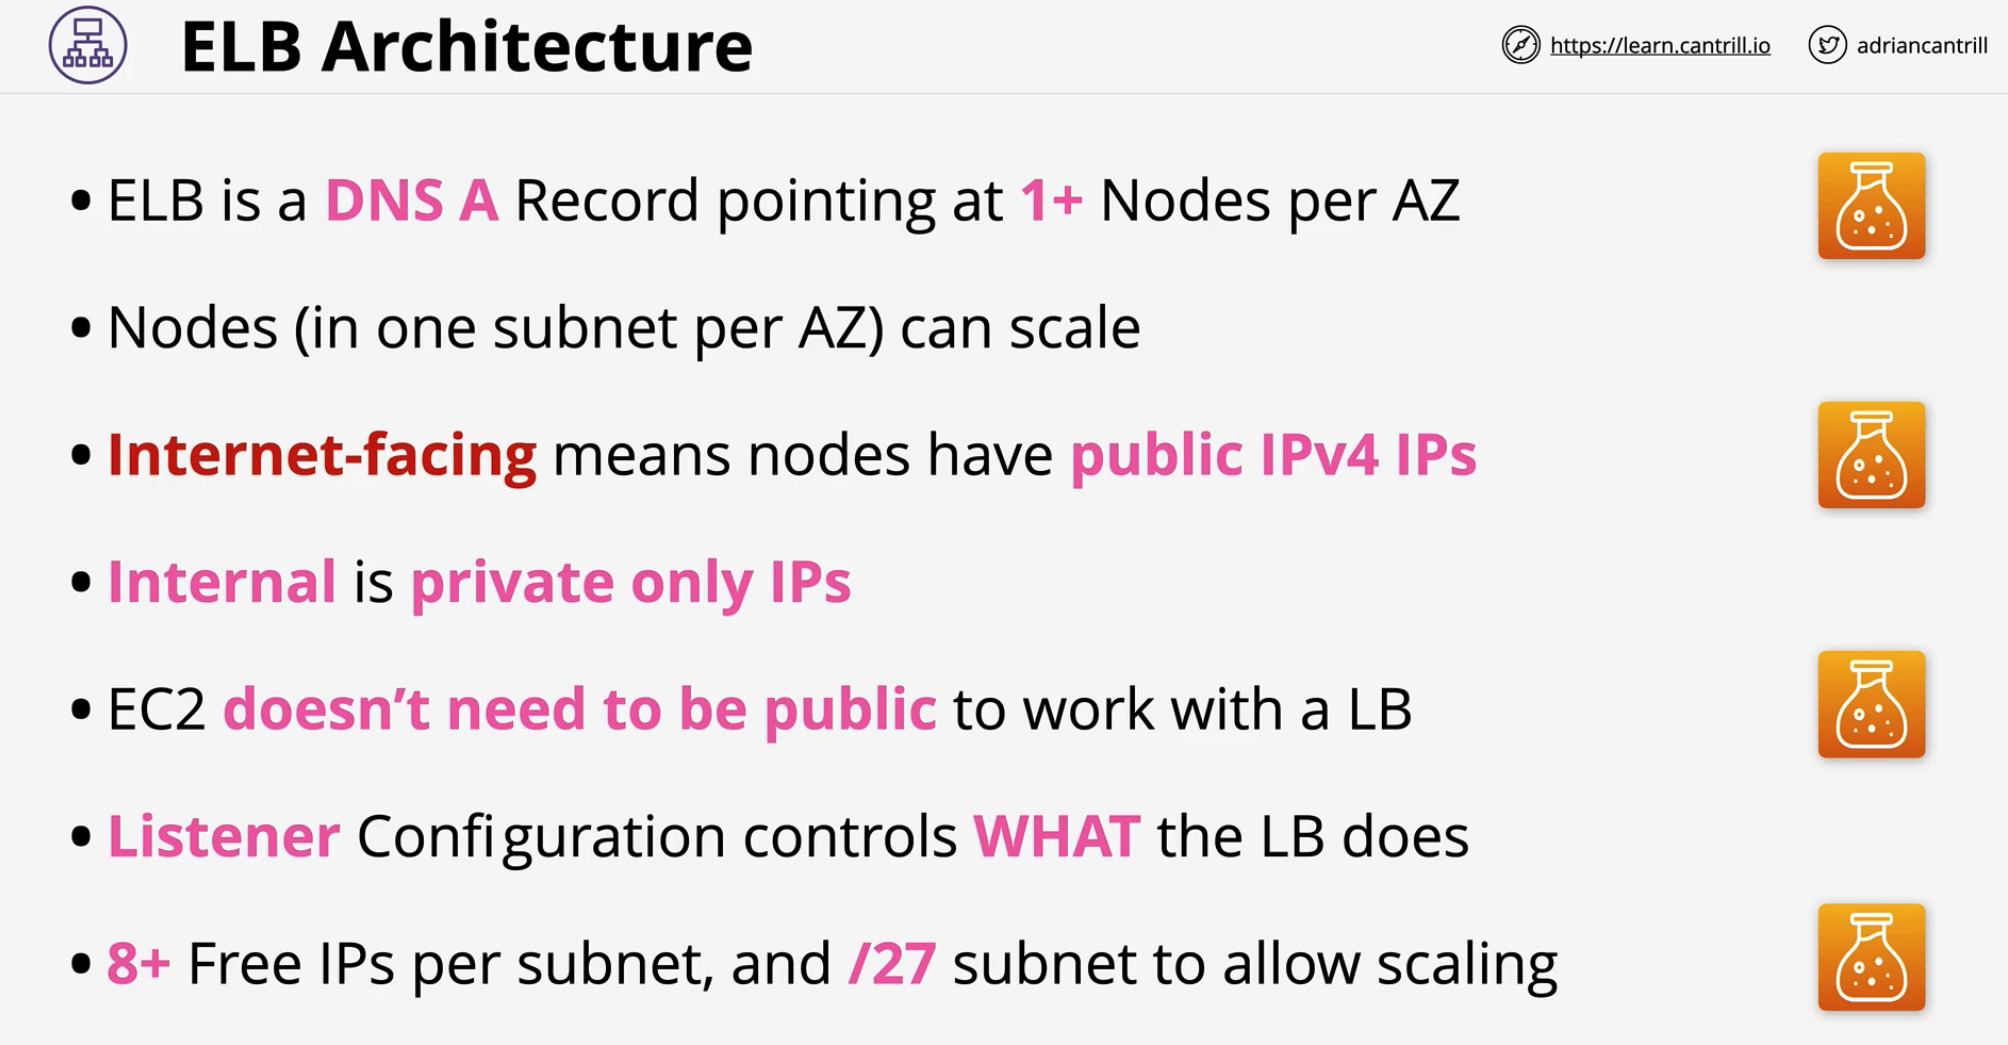 ELB Architecture
https://learn.cantrill.io
adriancantrill
• ELB is a DNS A Record pointing at 1+ Nodes per AZ
• Nodes (in one subnet per AZ) can scale
• Internet-facing means nodes have public IPv4 IPs
• Internal is private only IPs
• EC2 doesn’t need to be public to work with a LB
• Listener Configuration controls WHAT the LB does
• 8+ Free IPs per subnet, and /27 subnet to allow scaling